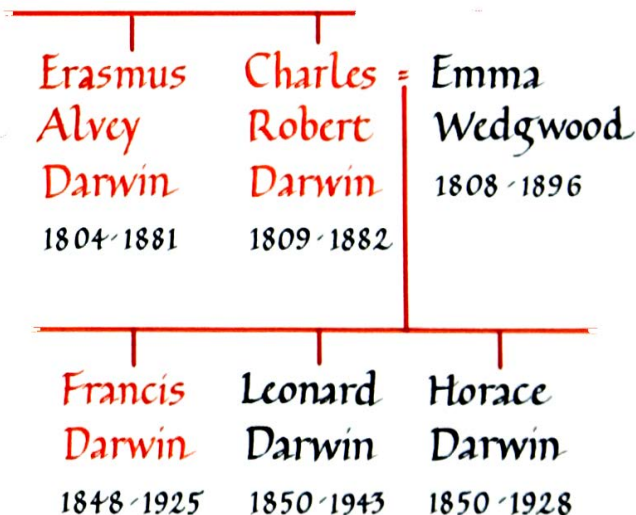 Erasmus
Alvey
Darwin
1804-1881
Charles =
Robert
Darwin
1809-1882
Emma
Wedgwood
1808-1896
Francis
Darwin
1848-1925
Leonard
Darwin
1850-1943
Horace
Darwin
1850-1928